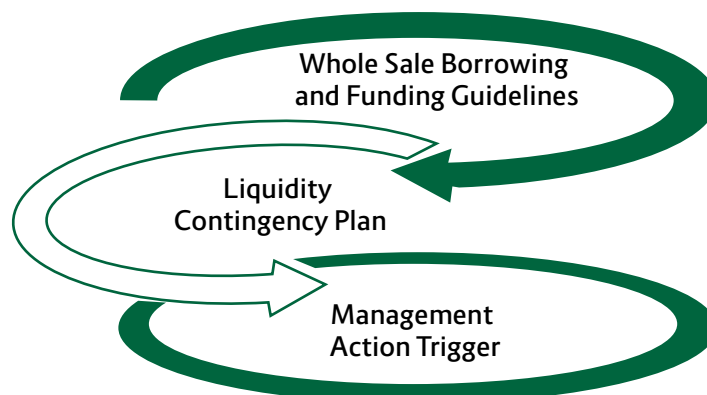 Whole Sale Borrowing
and Funding Guidelines
Liquidity
Contingency Plan
Management
Action Trigger